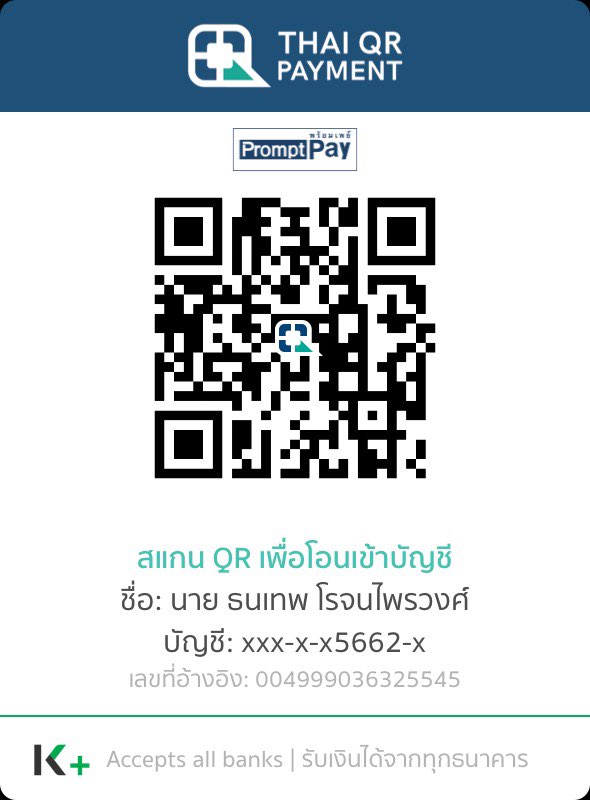 THAI QR
PAYMENT
พร้อมเพย์
PromptPay
สแกน QR เพื่อโอนเข้าบัญชี
ชื่อ: นาย ธนเทพ โรจนไพรวงศ์
บัญชี: xxx-x-x5662-x
เลขที่อ้างอิง: 004999036325545
K+ Accepts all banks | รับเงินได้จากทุกธนาคาร